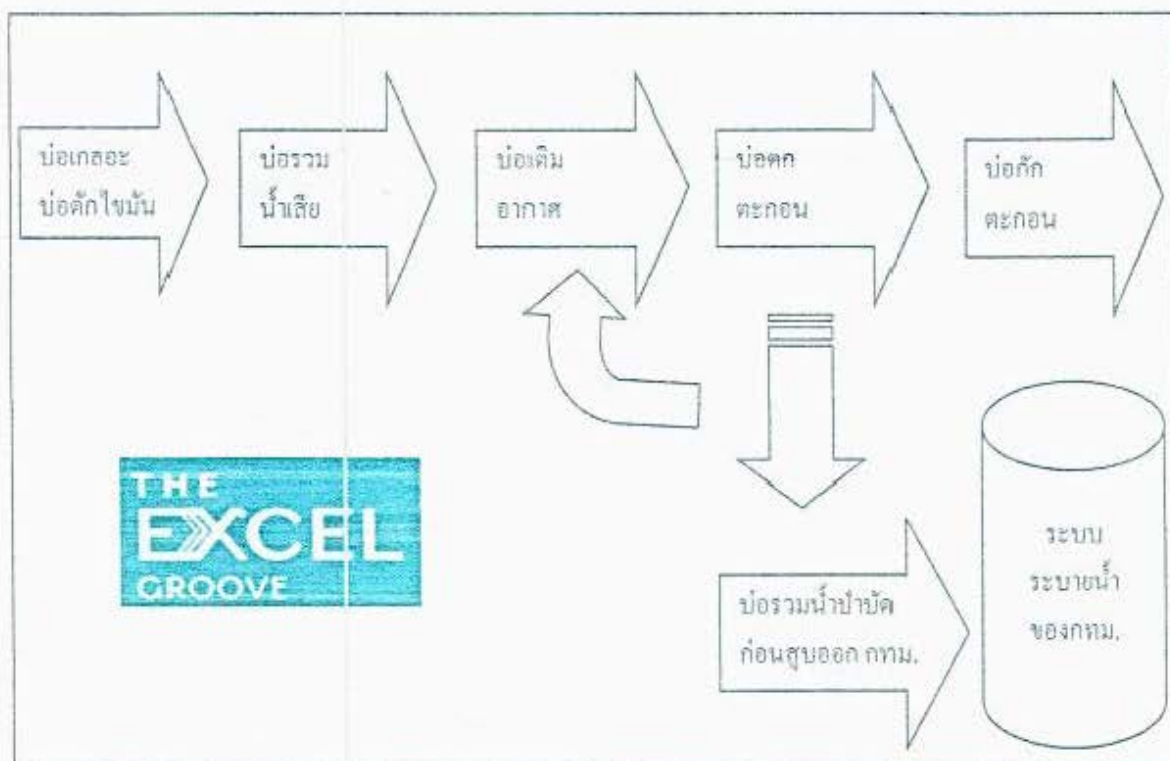 บ่อเกลอะ
บ่อดักไขมัน
บ่อรวม
น้ำเสีย
บ่อเติม
อากาศ
บ่อตก
ตะกอน
บ่อกัก
ตะกอน
THE
EXCEL
GROOVE
บ่อรวมน้ำบำบัด
ก่อนสูบออก กทม.
ระบบ
ระบายน้ำ
ของกทม.